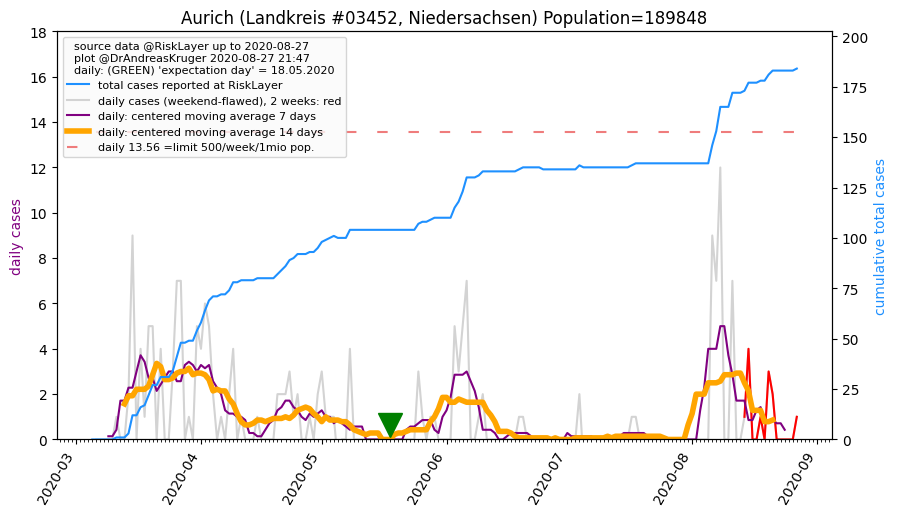 Aurich (Landkreis #03452, Niedersachsen) Population=189848
source data @RiskLayer up to 2020-08-27
plot @DrAndreasKruger 2020-08-27 21:47
daily: (GREEN) 'expectation day' = 18.05.2020
total cases reported at RiskLayer
daily cases (weekend-flawed), 2 weeks: red
daily: centered moving average 7 days
daily: centered moving average 14 days
daily 13.56 =limit 500/week/1mio pop.
daily cases
18
16
14
12
10
8
6
4
2
0
200
175
150
125
100
75
50
25
0
cumulative total cases
2020-03
2020-04
2020-05
2020-06
2020-07
2020-08
2020-09